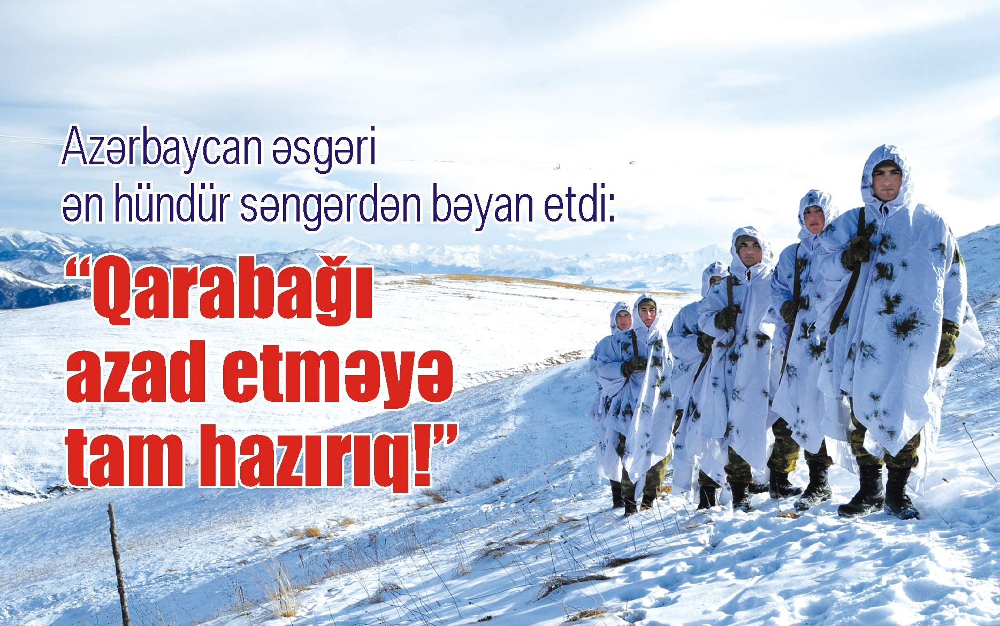 Azərbaycan əsgəri
ən hündür səngərdən bəyan etdi:
“Qarabağı
azad etməyə
tam hazırıq!”